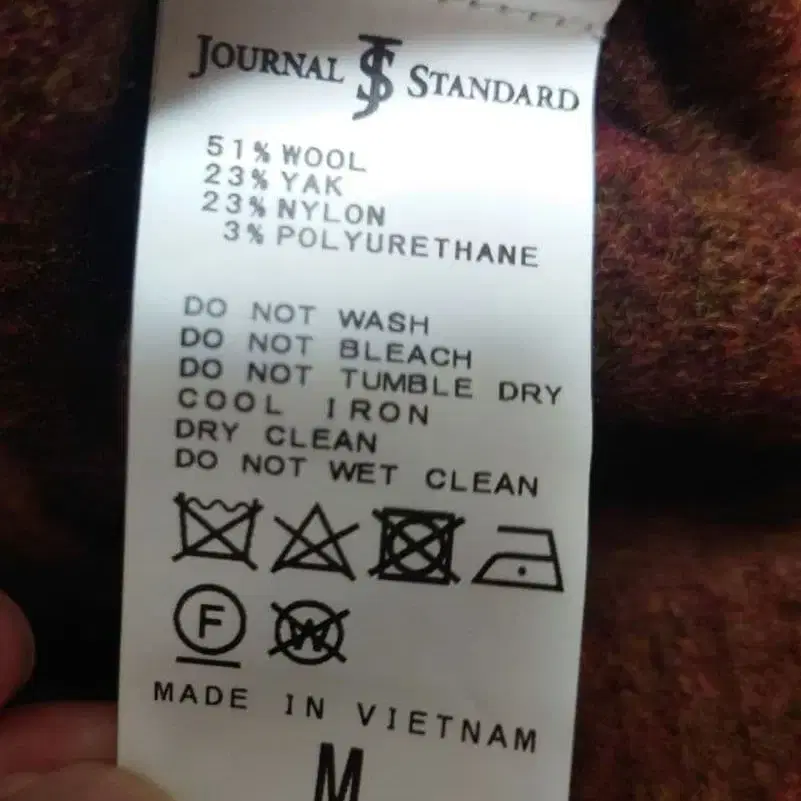 JOURNAL JS STANDARD
51% WOOL
23% YAK
23% NYLON
3% POLYURETHANE
DO NOT WASH
DO NOT BLEACH
DO NOT TUMBLE DRY
COOL IRON
DRY CLEAN
DO NOT WET CLEAN
F W
MADE IN VIETNAM
M